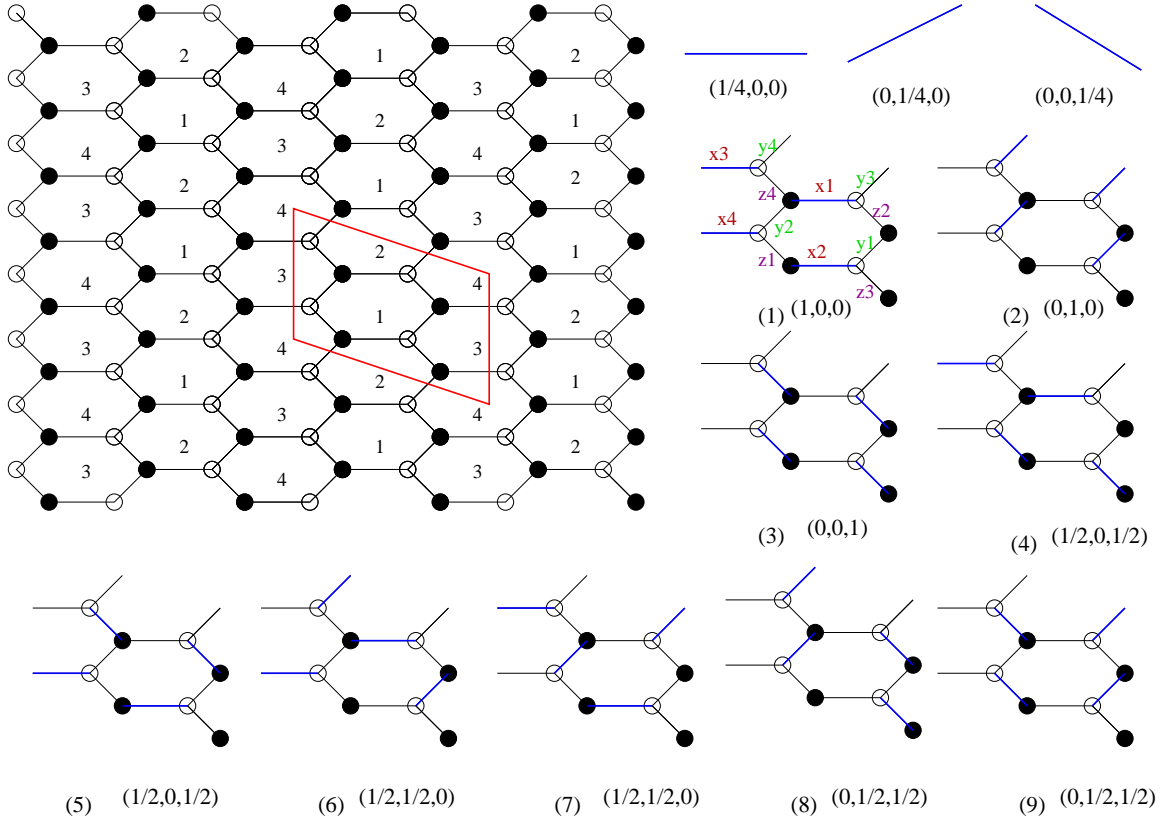 2 1 2
3 4 3
1 2 1
4 3 4
2 1 2
3 4 3
1 2 1
4 3 4
2 1 2
3 4 3
1 2 1
4 3 4
2 1 2
3 4 3
(1/4,0,0)
(0,1/4,0)
(0,0,1/4)
x3 y4
z4 x1 y3
x4 y2 z2
z1 x2 y1
z3
(1) (1,0,0)
(2) (0,1,0)
(3) (0,0,1)
(4) (1/2,0,1/2)
(5) (1/2,0,1/2)
(6) (1/2,1/2,0)
(7) (1/2,1/2,0)
(8) (0,1/2,1/2)
(9) (0,1/2,1/2)